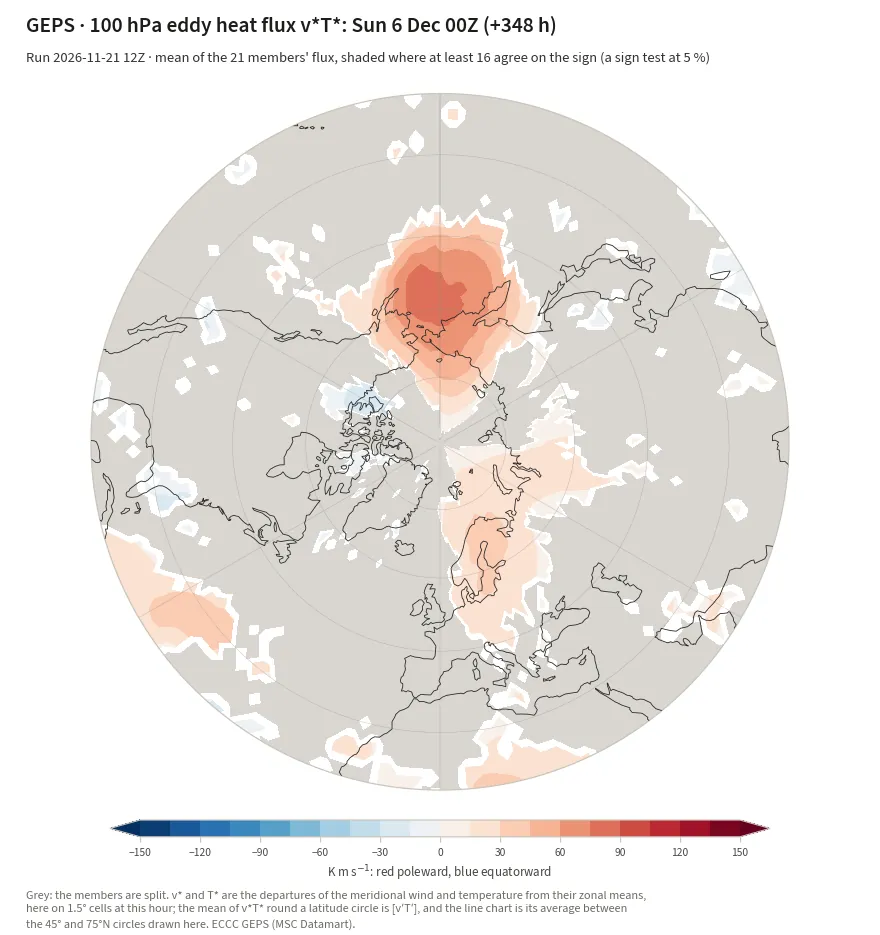 GEPS · 100 hPa eddy heat flux v*T*: Sun 6 Dec 00Z (+348 h)
Run 2026-11-21 12Z · mean of the 21 members' flux, shaded where at least 16 agree on the sign (a sign test at 5 %)
−150 −120 −90 −60 −30 0 30 60 90 120 150
K m s⁻¹: red poleward, blue equatorward
Grey: the members are split. v* and T* are the departures of the meridional wind and temperature from their zonal means,
here on 1.5° cells at this hour; the mean of v*T* round a latitude circle is [v′T′], and the line chart is its average between
the 45° and 75°N circles drawn here. ECCC GEPS (MSC Datamart).